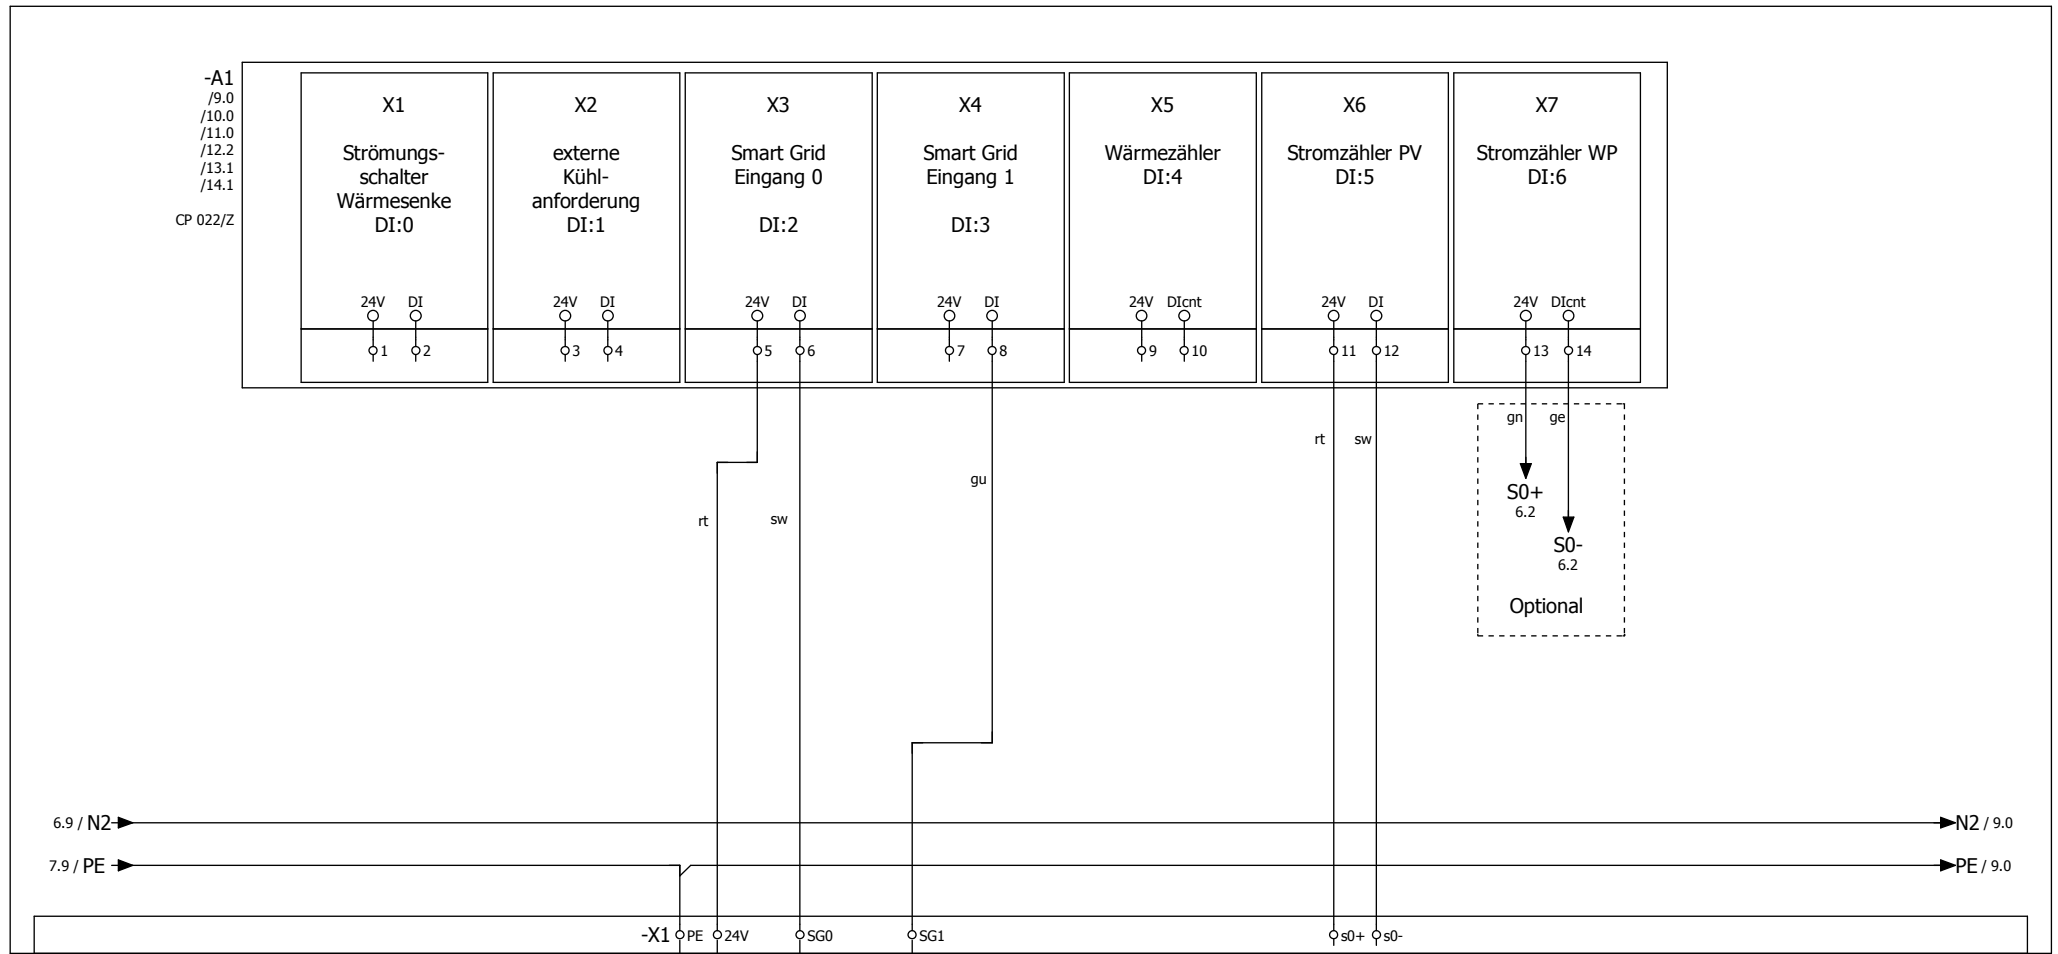 -A1
/9.0
/10.0
/11.0
/12.2
/13.1
/14.1
CP 022/Z
X1
Strömungs-
schalter
Wärmesenke
DI:0
24V DI
1 2
X2
externe
Kühl-
anforderung
DI:1
24V DI
3 4
X3
Smart Grid
Eingang 0
DI:2
24V DI
5 6
X4
Smart Grid
Eingang 1
DI:3
24V DI
7 8
X5
Wärmezähler
DI:4
24V DIcnt
9 10
X6
Stromzähler PV
DI:5
24V DI
11 12
X7
Stromzähler WP
DI:6
24V DIcnt
13 14
gn ge
rt sw
gu
S0+
6.2
rt sw
S0-
6.2
Optional
6.9 / N2 N2 / 9.0
7.9 / PE PE / 9.0
-X1 PE 24V SG0 SG1 s0+ s0-